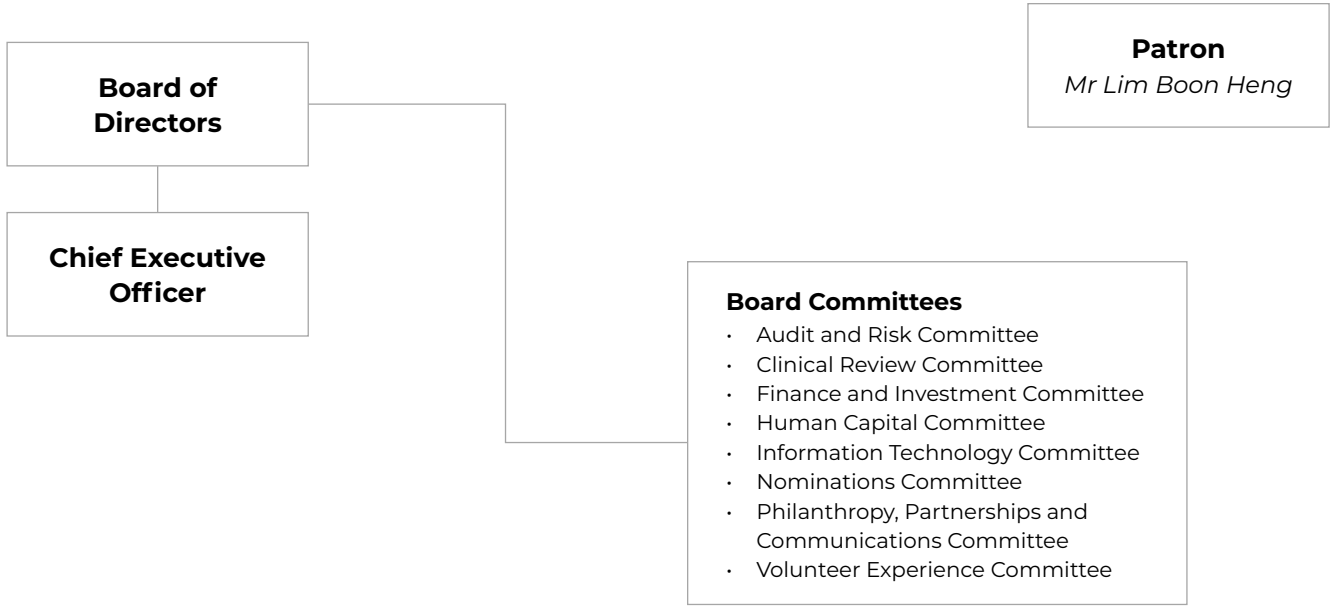 Patron
Mr Lim Boon Heng
Board of
Directors
Chief Executive
Officer
Board Committees
• Audit and Risk Committee
• Clinical Review Committee
• Finance and Investment Committee
• Human Capital Committee
• Information Technology Committee
• Nominations Committee
• Philanthropy, Partnerships and
Communications Committee
• Volunteer Experience Committee